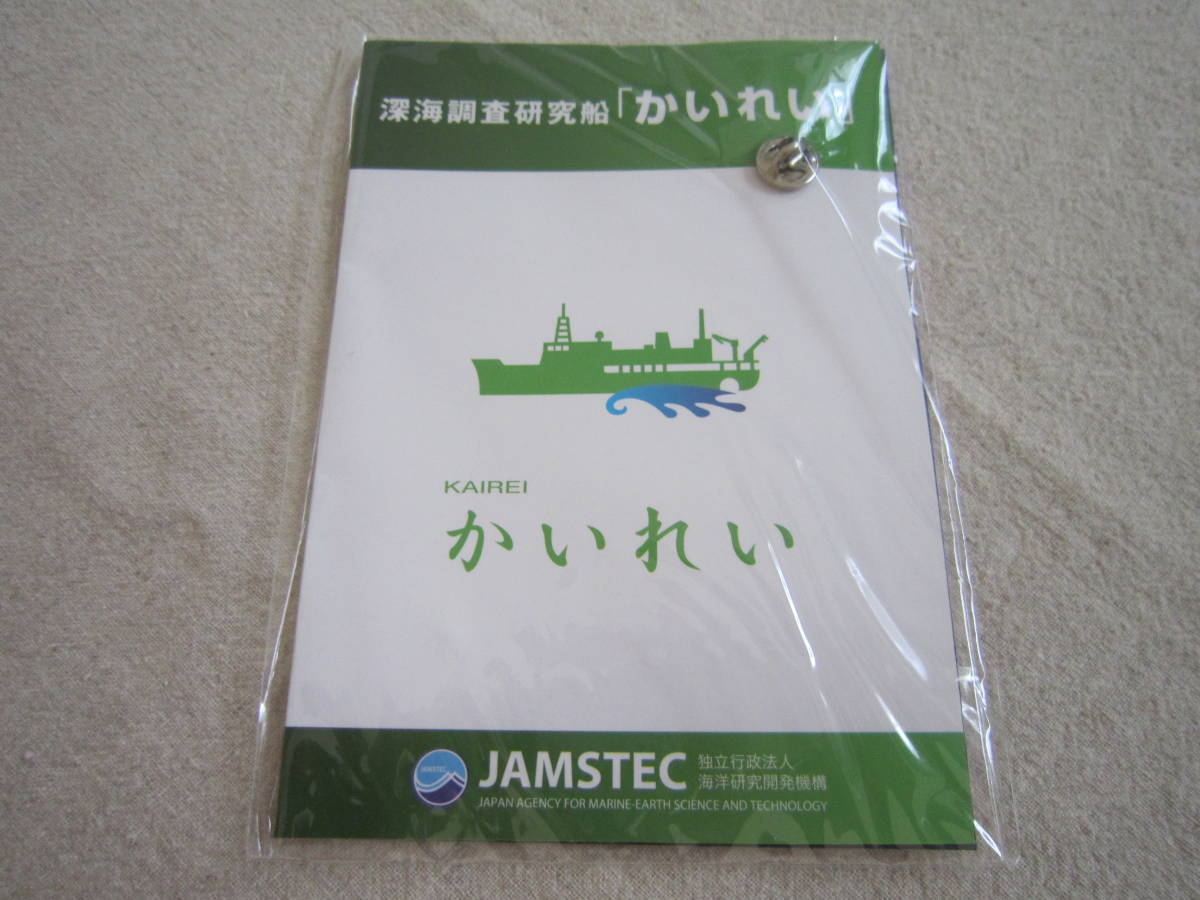 深海調査研究船「かいれい」
KAIREI
かいれい
JAMSTEC
JAMSTEC
独立行政法人
海洋研究開発機構
JAPAN AGENCY FOR MARINE-EARTH SCIENCE AND TECHNOLOGY